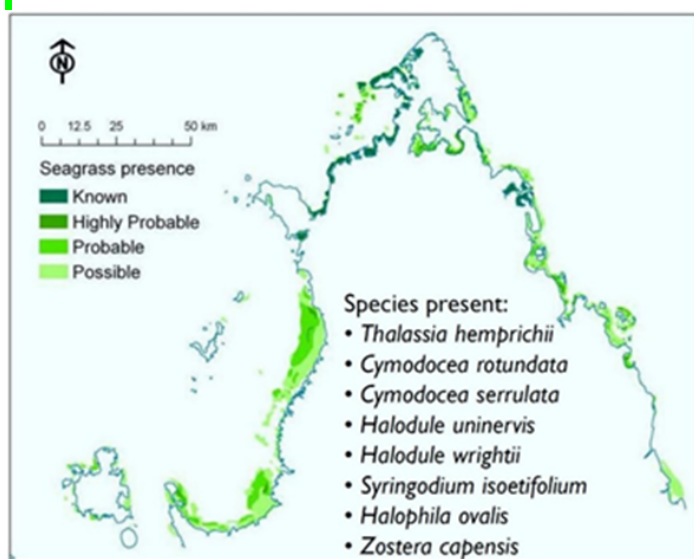 N
0 12.5 25 50 km
Seagrass presence
Known
Highly Probable
Probable
Possible
Species present:
• Thalassia hemprichii
• Cymodocea rotundata
• Cymodocea serrulata
• Halodule uninervis
• Halodule wrightii
• Syringodium isoetifolium
• Halophila ovalis
• Zostera capensis